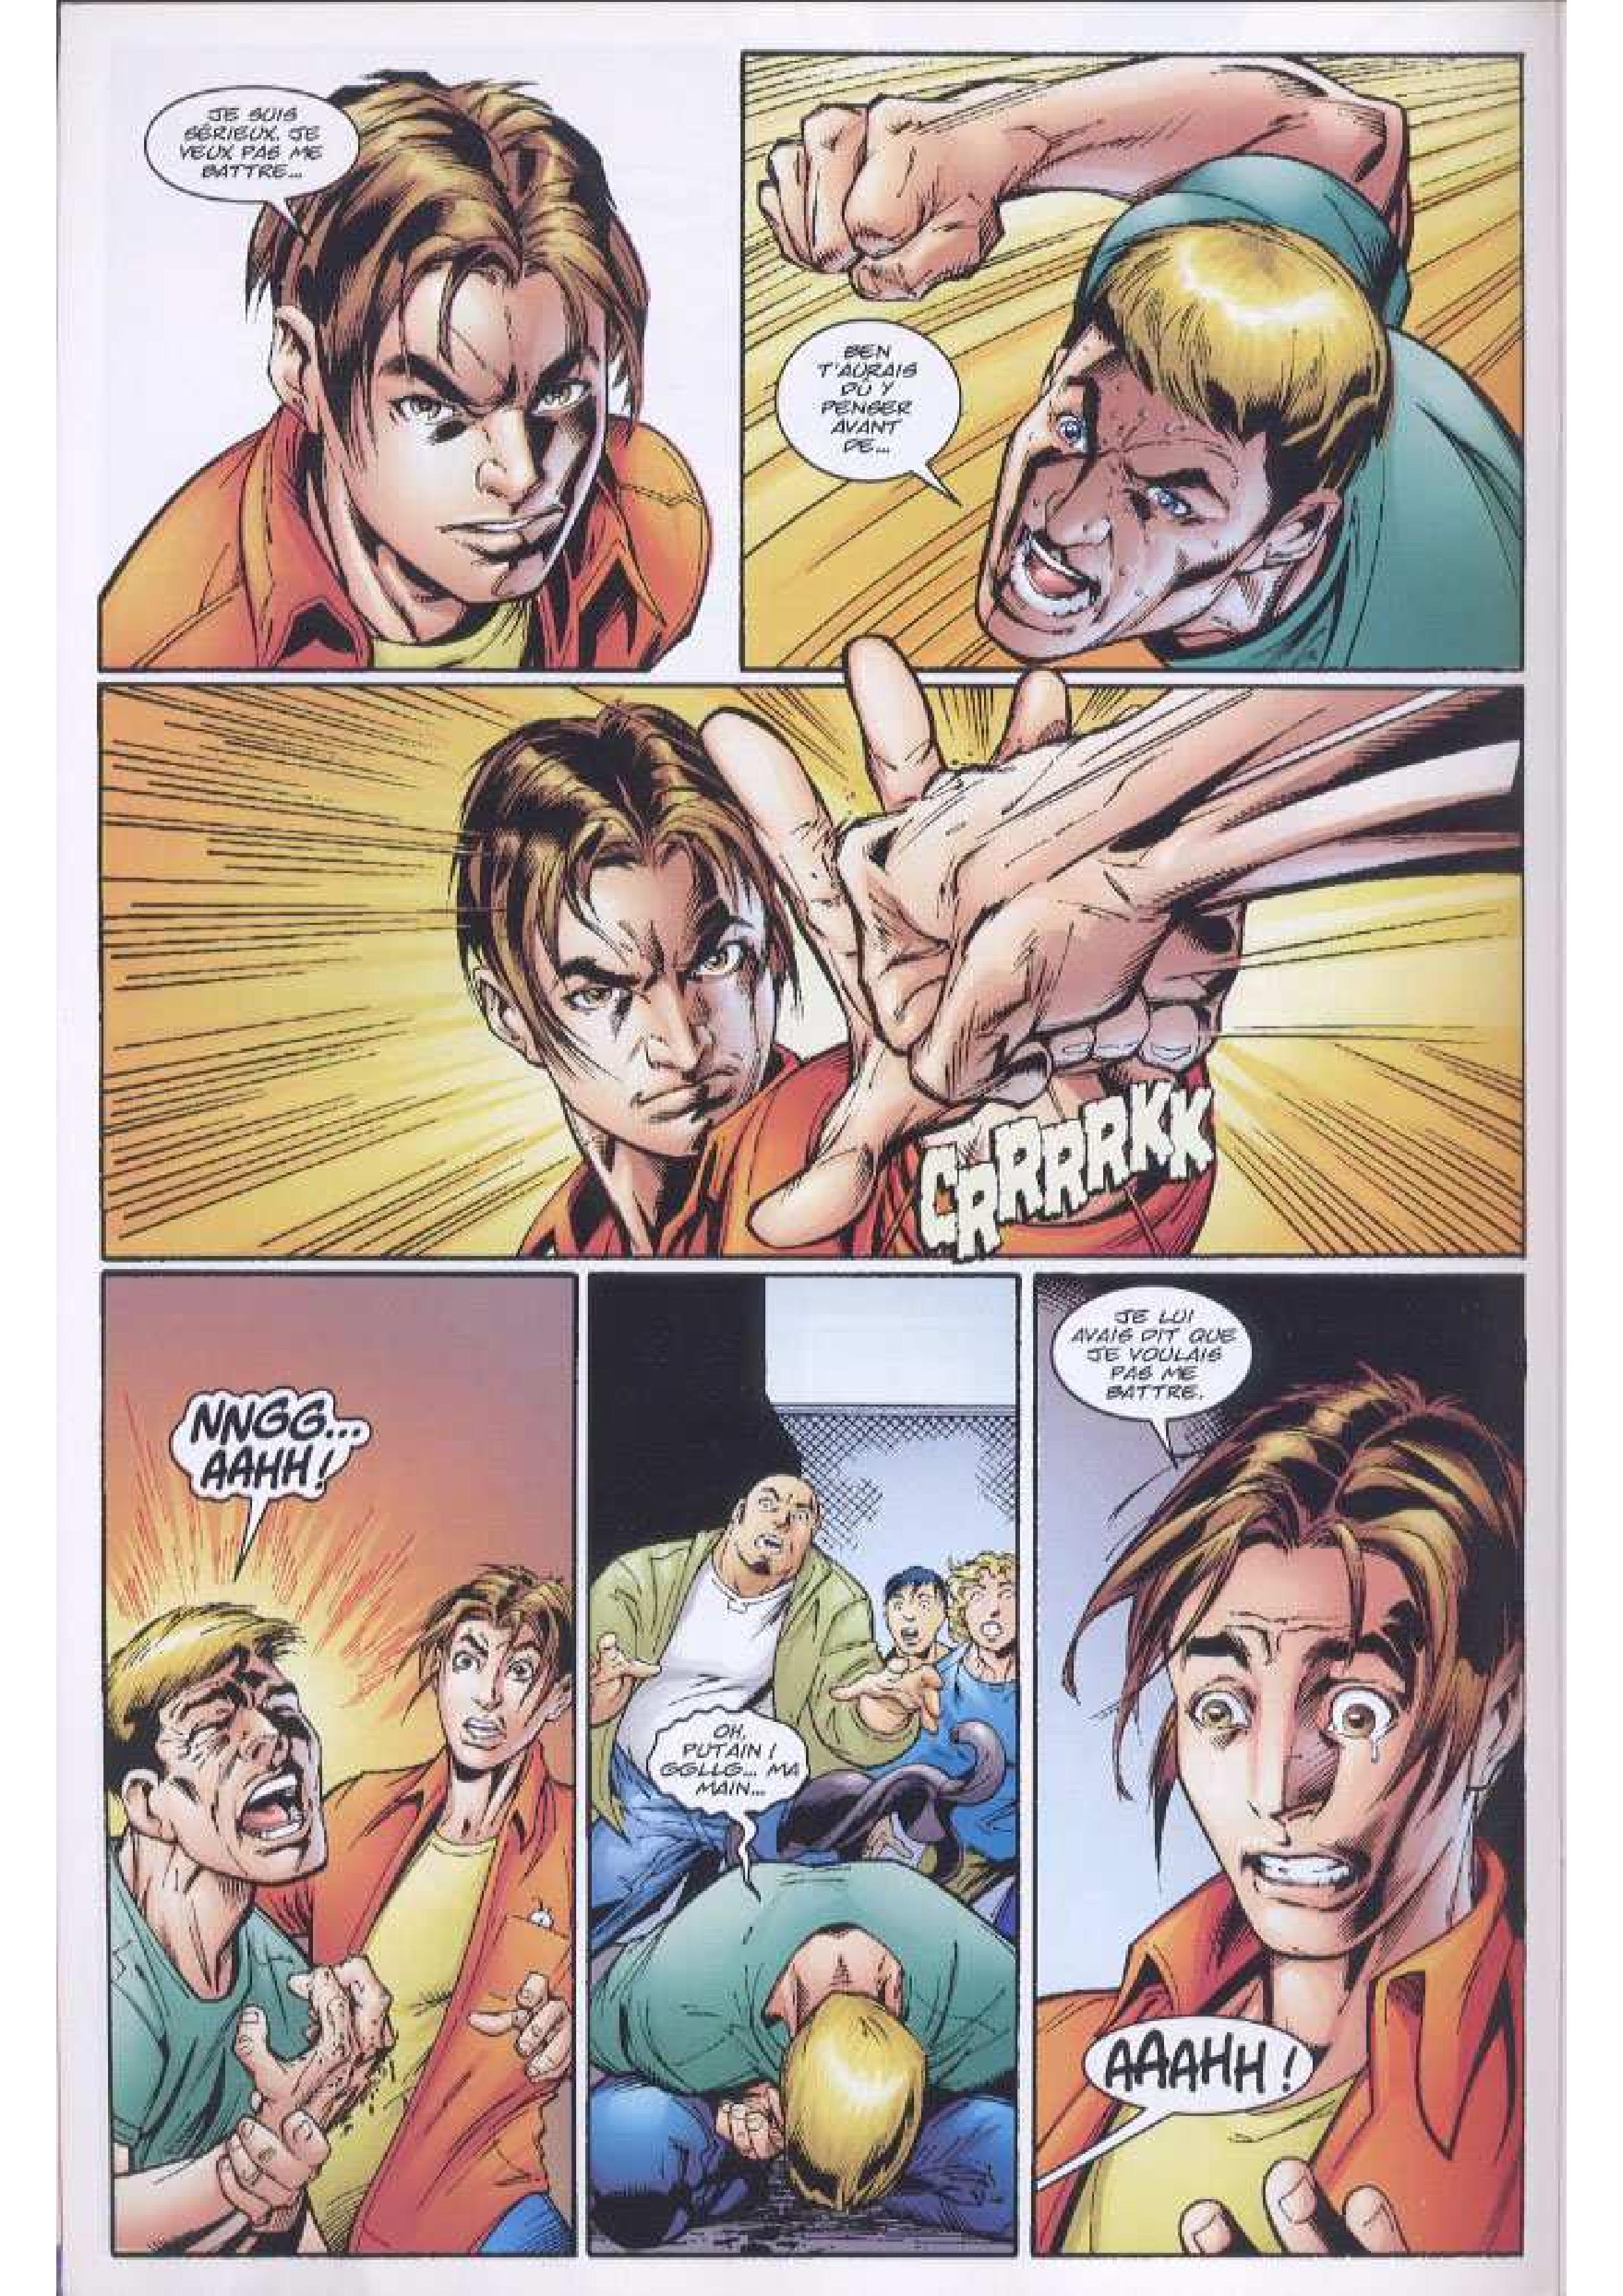 JE SUIS
SÉRIEUX. JE
VEUX PAS ME
BATTRE...
BEN
T'AURAIS
DU Y
PENSER
AVANT
DE...
CRRRRKK
NNGG...
AAHH!
OH,
PUTAIN!
GGLLG... MA
MAIN...
JE LUI
AVAIS DIT QUE
JE VOULAIS
PAS ME
BATTRE.
AAAHH!